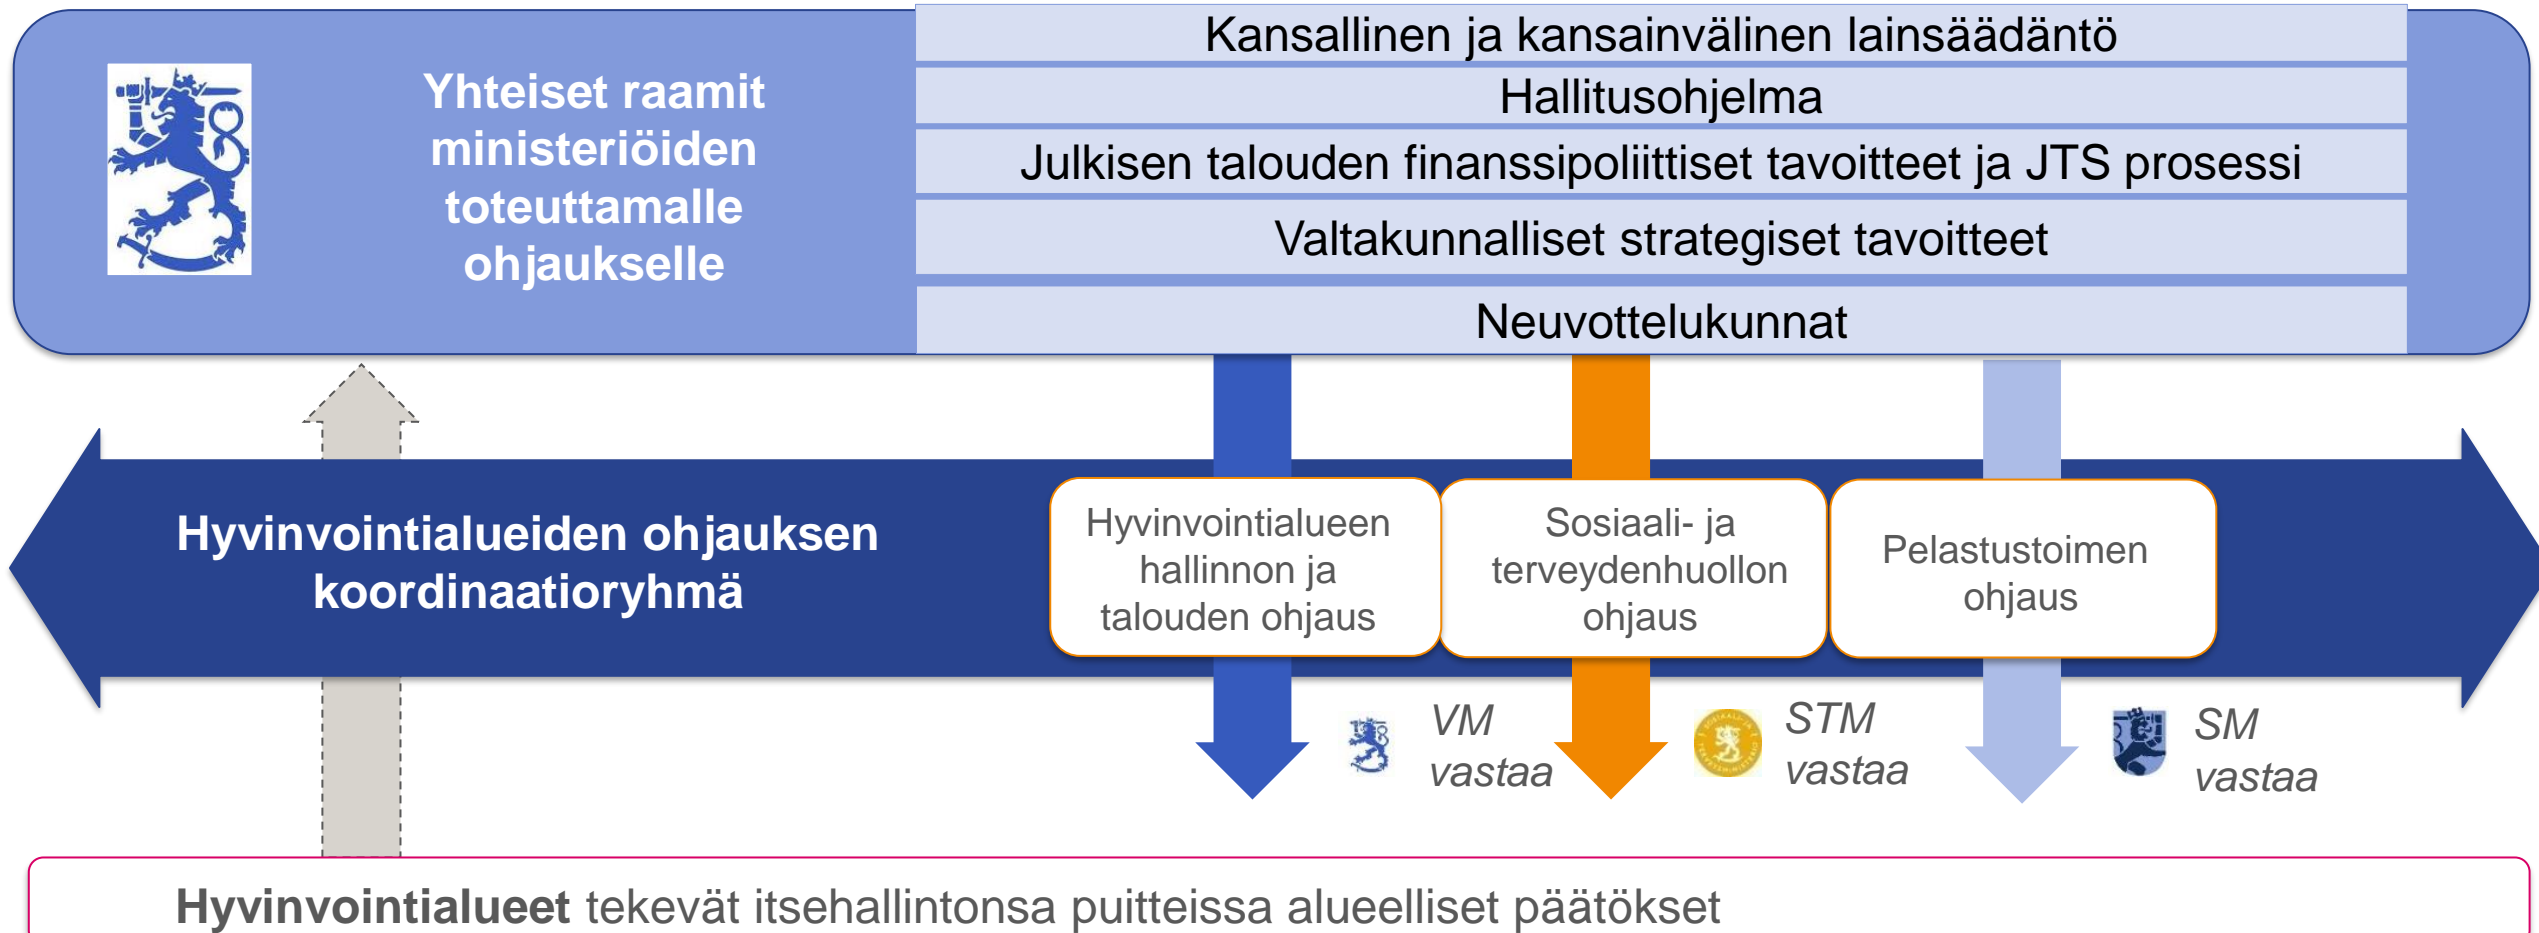 Yhteiset raamit
ministeriöiden
toteuttamalle
ohjaukselle
Kansallinen ja kansainvälinen lainsäädäntö
Hallitusohjelma
Julkisen talouden finanssipoliittiset tavoitteet ja JTS prosessi
Valtakunnalliset strategiset tavoitteet
Neuvottelukunnat
Hyvinvointialueiden ohjauksen
koordinaatioryhmä
Hyvinvointialueen
hallinnon ja
talouden ohjaus
Sosiaali- ja
terveydenhuollon
ohjaus
Pelastustoimen
ohjaus
VM
vastaa
STM
vastaa
SM
vastaa
Hyvinvointialueet tekevät itsehallintonsa puitteissa alueelliset päätökset